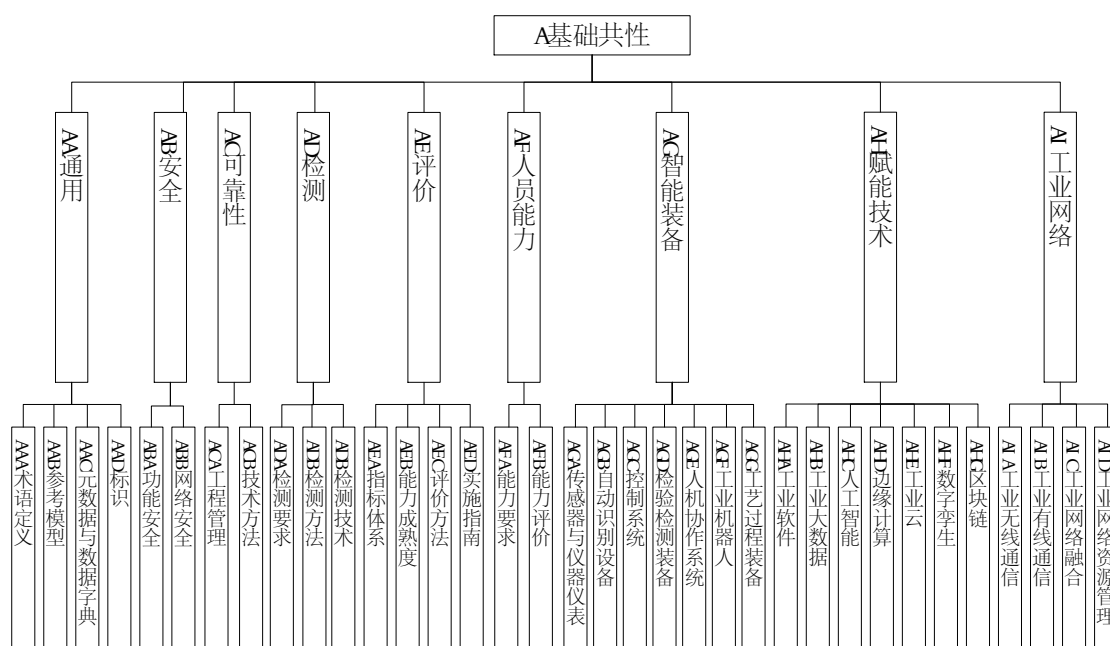 A基础共性
AA通用
AB安全
AC可靠性
AD检测
AE评价
AF人员能力
AG智能装备
AH赋能技术
AI工业网络
AAA术语定义
AAB参考模型
AAC元数据与数据字典
AAD标识
ABA功能安全
ABB网络安全
ACA工程管理
ACB技术方法
ADA检测要求
ADB检测方法
ADB检测技术
AEA指标体系
AEB能力成熟度
AEC评价方法
AED实施指南
AFA能力要求
AFB能力评价
AGA传感器与仪器仪表
AGB自动识别设备
AGC控制系统
AGD检验检测装备
AGE人机协作系统
AGF工业机器人
AGG工艺过程装备
AHA工业软件
AHB工业大数据
AHC人工智能
AHD边缘计算
AHE工业云
AHF数字孪生
AHG区块链
AIA工业无线通信
AIB工业有线通信
AIC工业网络融合
AID工业网络资源管理